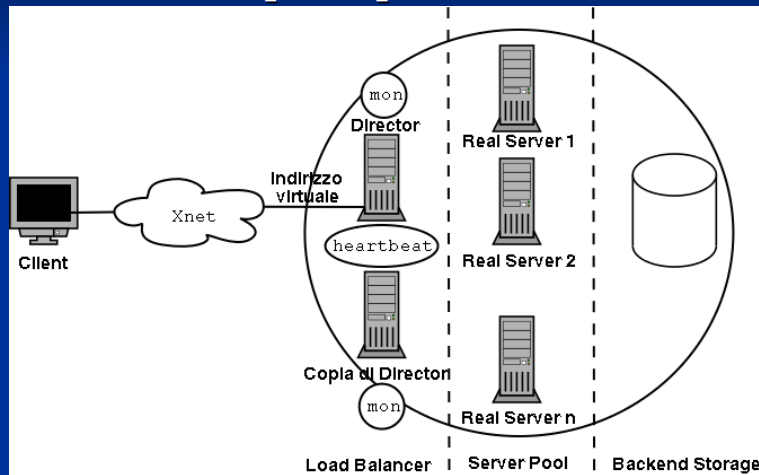 mon
Director
Real Server 1
Indirizzo
virtuale
Xnet
heartbeat
Client
Real Server 2
Copia di Director
mon
Real Server n
Load Balancer
Server Pool
Backend Storage